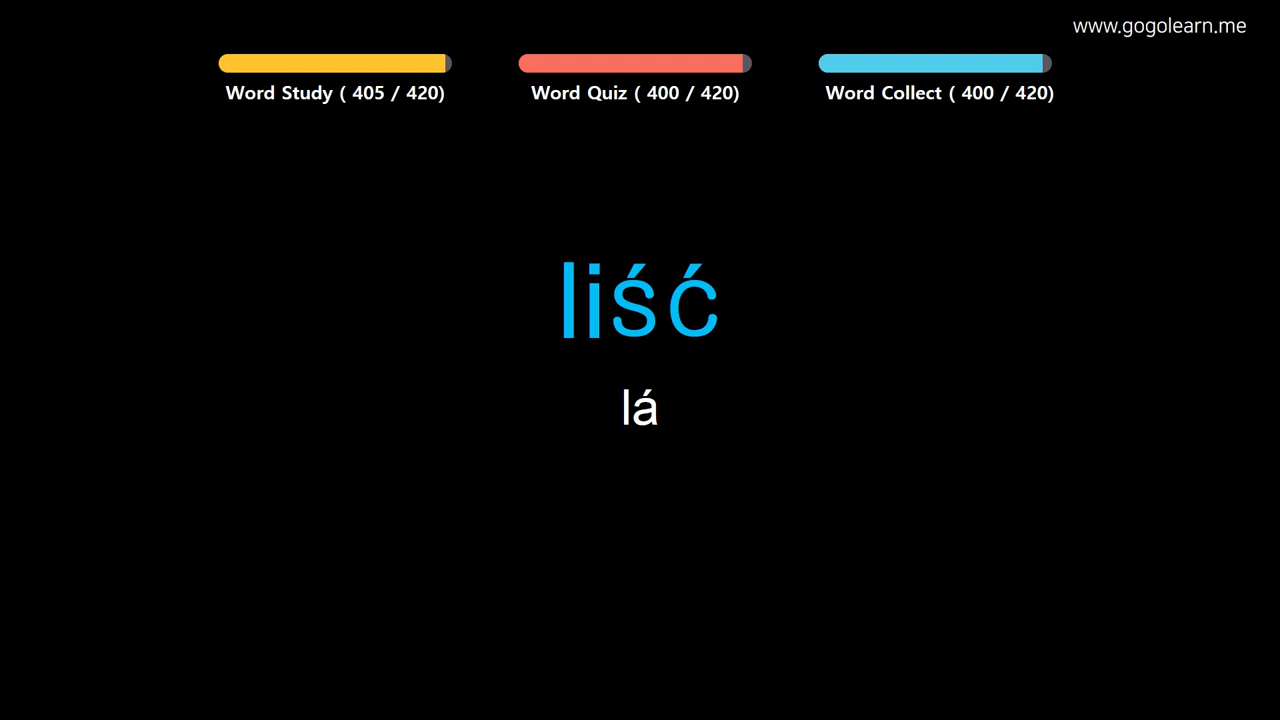 www.gogolearn.me
Word Study ( 405 / 420)
Word Quiz ( 400 / 420)
Word Collect ( 400 / 420)
liść
lá